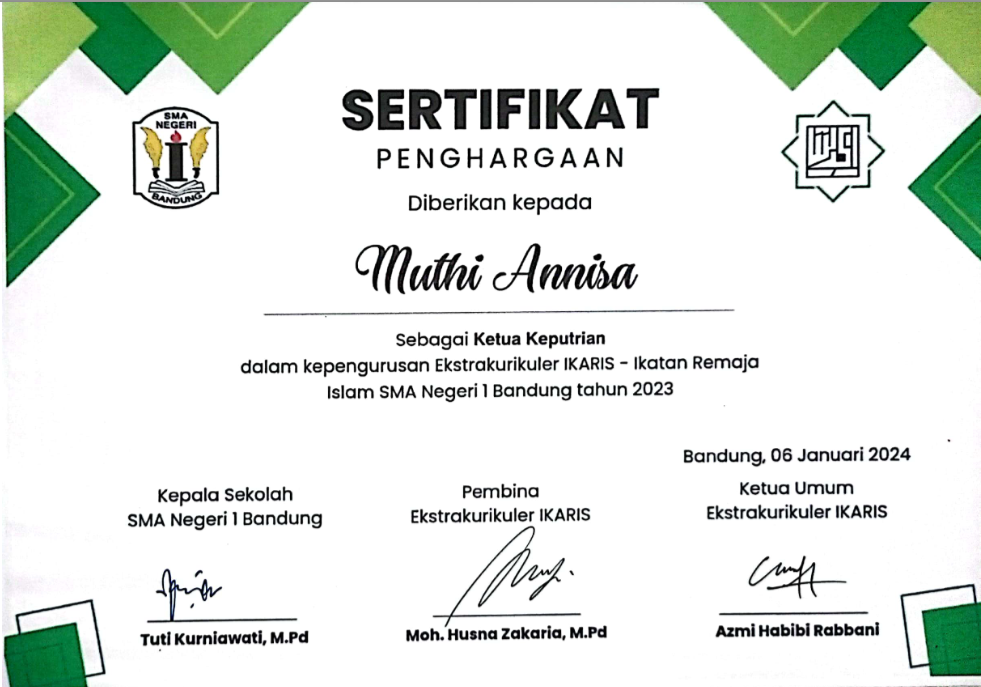 SMA
NEGERI
BANDUNG
SERTIFIKAT
PENGHARGAAN
Diberikan kepada
Muthi Annisa
Sebagai Ketua Keputrian
dalam kepengurusan Ekstrakurikuler IKARIS - Ikatan Remaja
Islam SMA Negeri 1 Bandung tahun 2023
Bandung, 06 Januari 2024
Kepala Sekolah
SMA Negeri 1 Bandung
Tuti Kurniawati, M.Pd
Pembina
Ekstrakurikuler IKARIS
Moh. Husna Zakaria, M.Pd
Ketua Umum
Ekstrakurikuler IKARIS
Azmi Habibi Rabbani